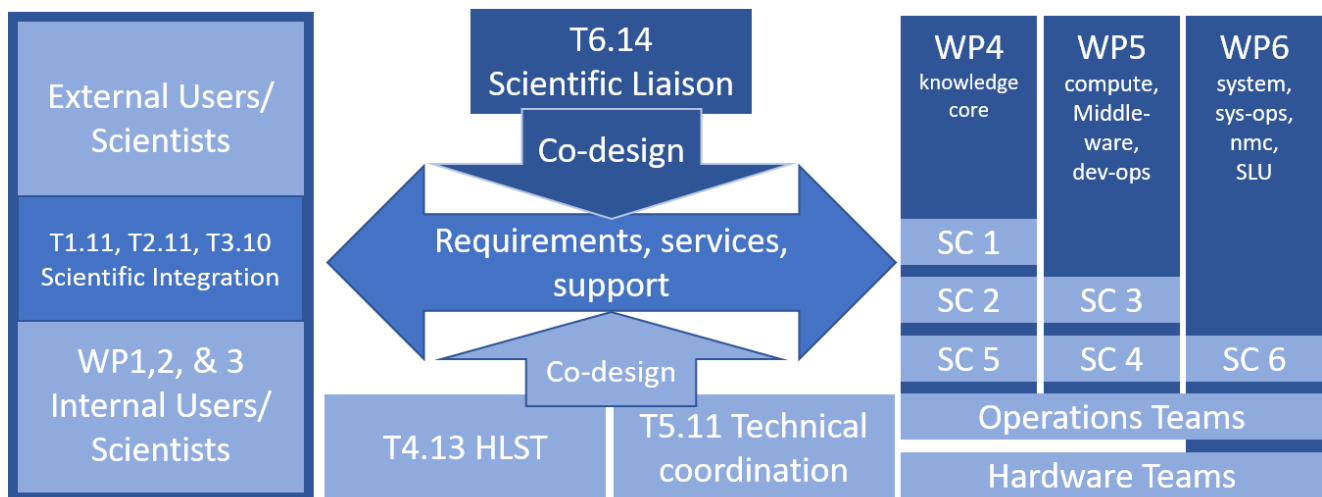 External Users/
Scientists
T1.11, T2.11, T3.10
Scientific Integration
WP1,2, & 3
Internal Users/
Scientists
T6.14
Scientific Liaison
Co-design
Requirements, services,
support
Co-design
T4.13 HLST
T5.11 Technical
coordination
WP4
knowledge
core
SC 1
SC 2
SC 5
WP5
compute,
Middle-
ware,
dev-ops
SC 3
SC 4
WP6
system,
sys-ops,
nmc,
SLU
SC 6
Operations Teams
Hardware Teams